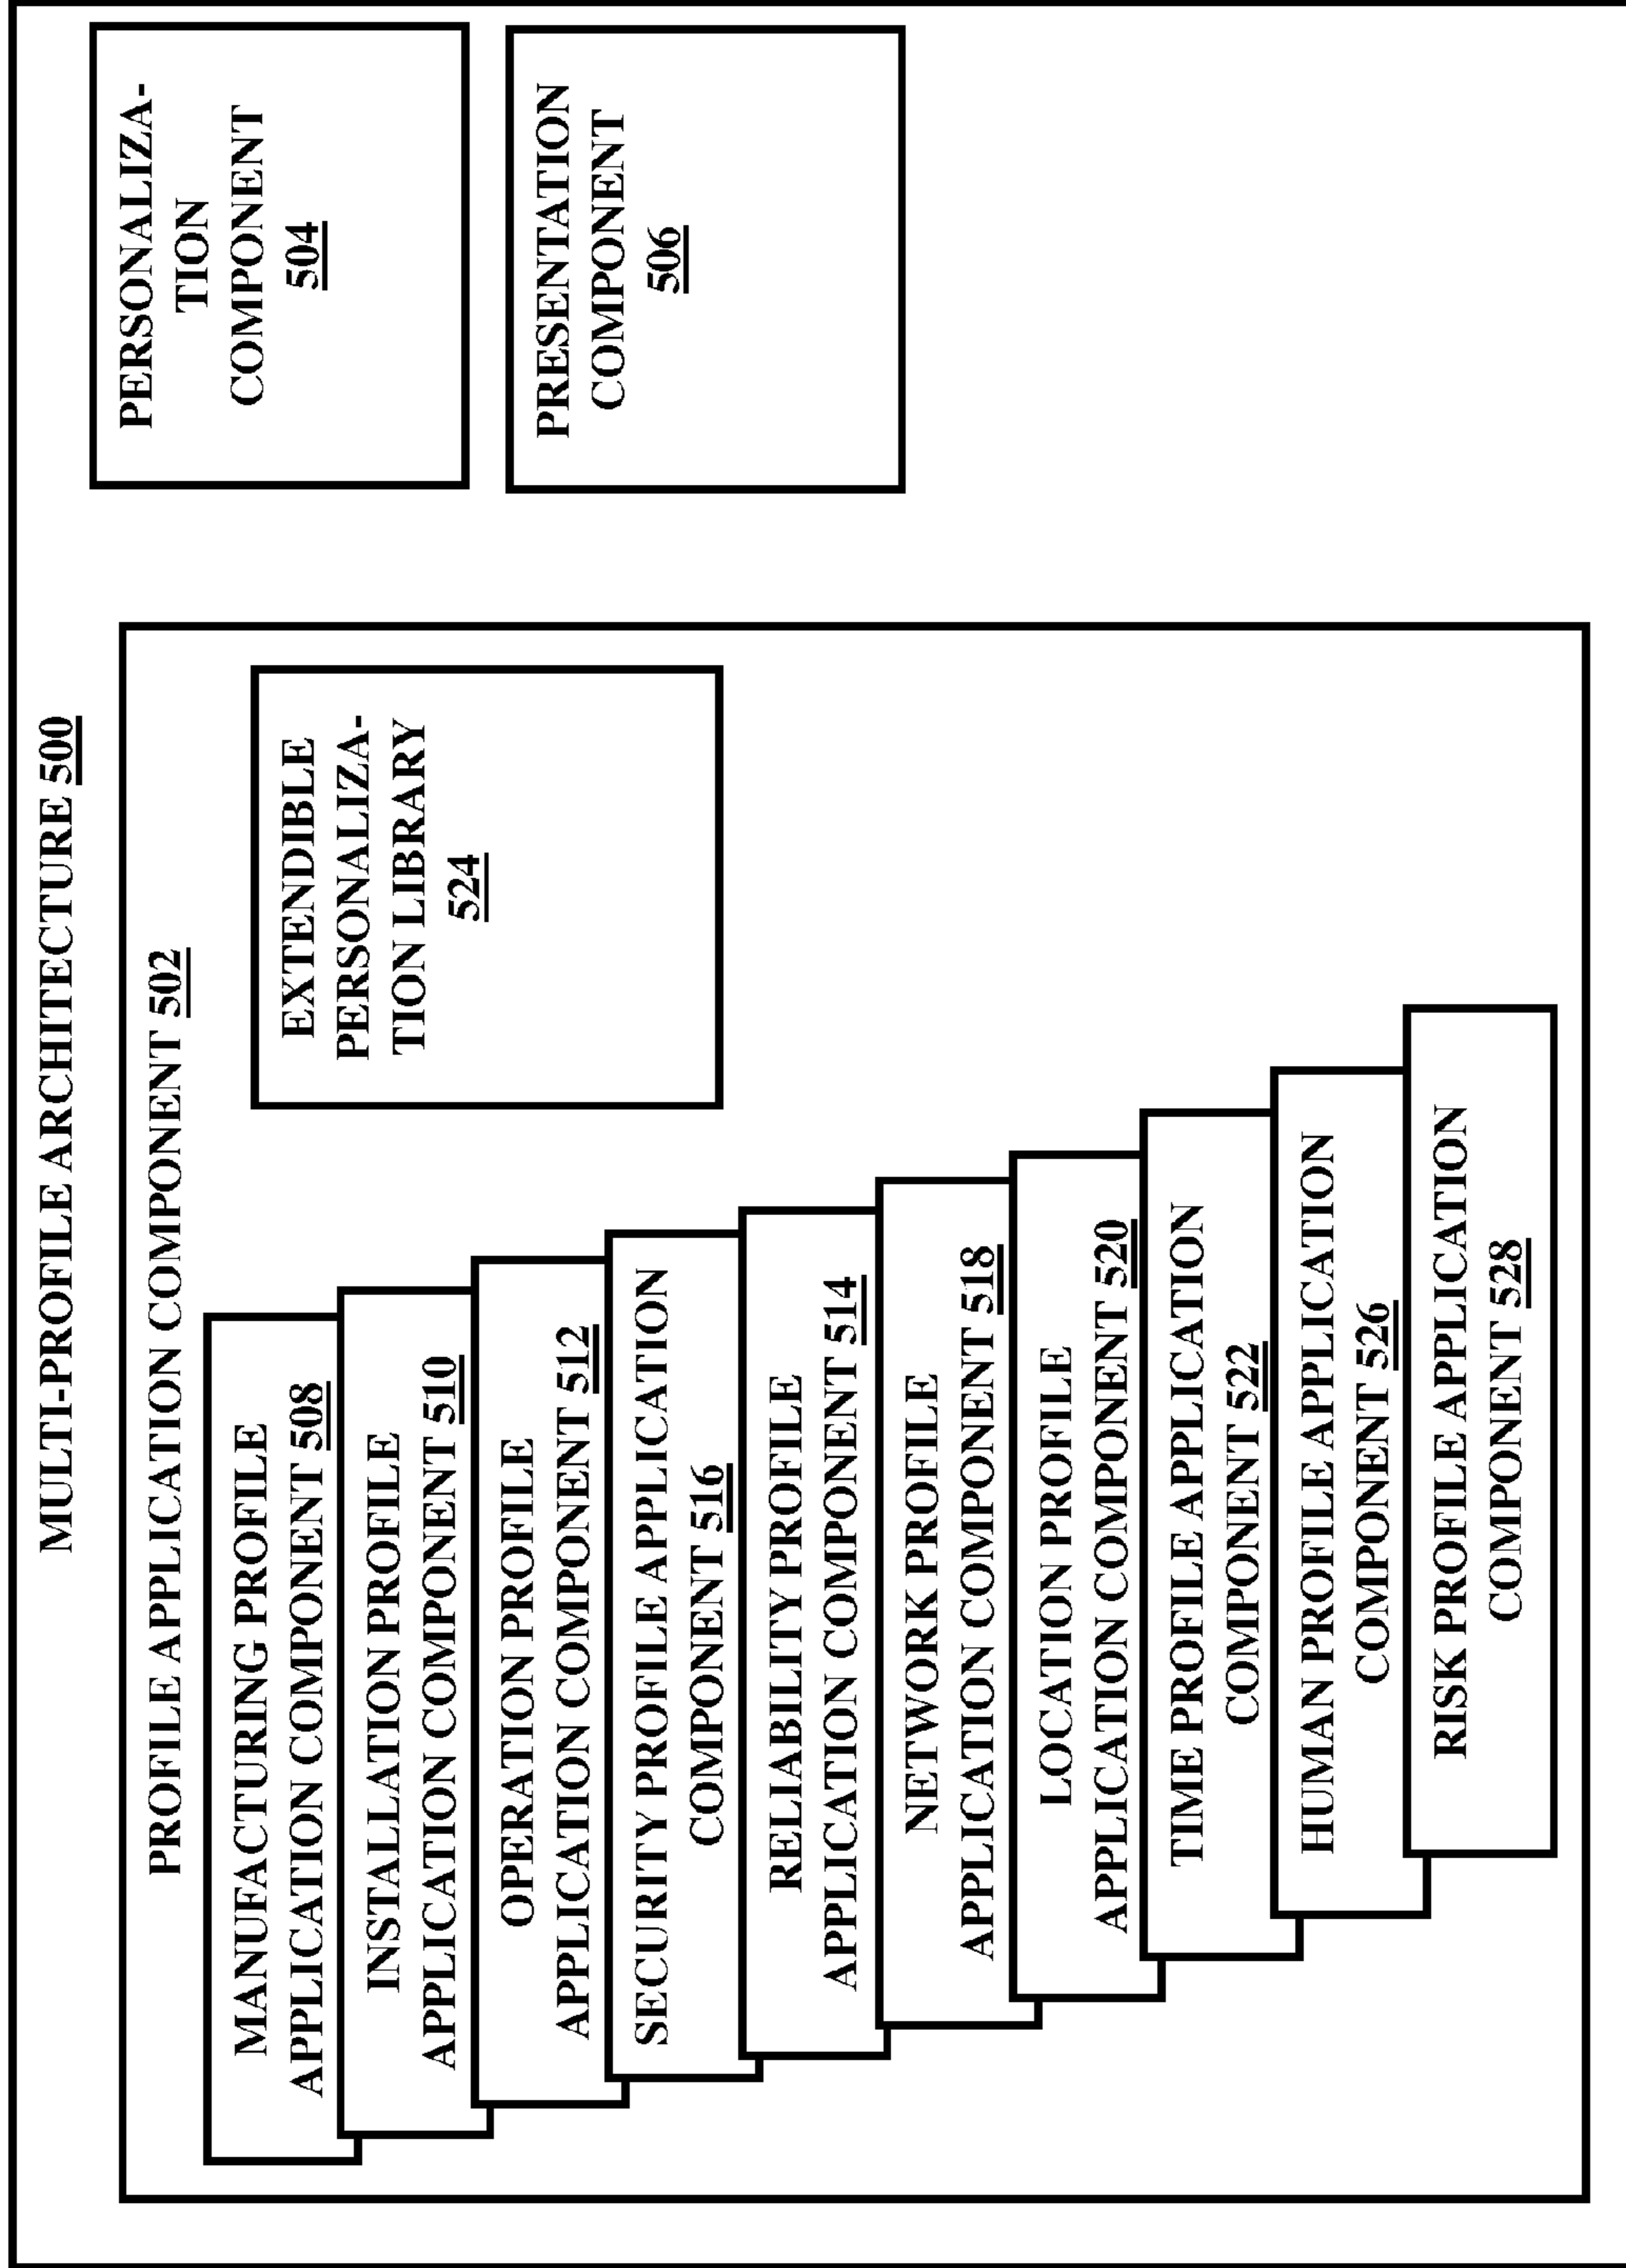 MULTI-PROFILE ARCHITECTURE 500
PROFILE APPLICATION COMPONENT 502
MANUFACTURING PROFILE
APPLICATION COMPONENT 508
INSTALLATION PROFILE
APPLICATION COMPONENT 510
OPERATION PROFILE
APPLICATION COMPONENT 512
SECURITY PROFILE APPLICATION
COMPONENT 516
RELIABILITY PROFILE
APPLICATION COMPONENT 514
NETWORK PROFILE
APPLICATION COMPONENT 518
LOCATION PROFILE
APPLICATION COMPONENT 520
TIME PROFILE APPLICATION
COMPONENT 522
HUMAN PROFILE APPLICATION
COMPONENT 526
RISK PROFILE APPLICATION
COMPONENT 528
EXTENDIBLE
PERSONALIZA-
TION LIBRARY
524
PERSONALIZA-
TION
COMPONENT
504
PRESENTATION
COMPONENT
506